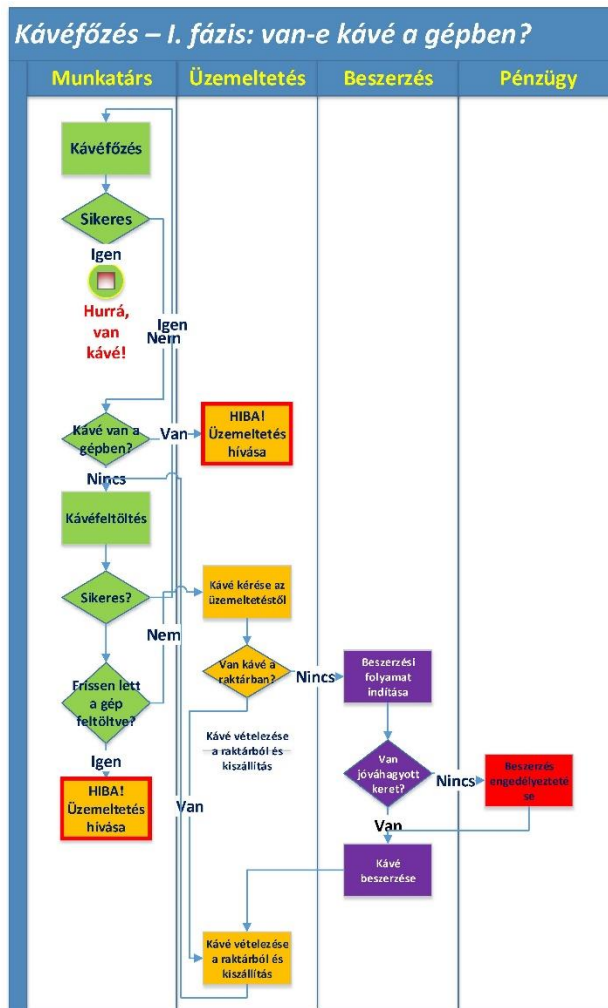 Kávéfőzés – I. fázis: van-e kávé a gépben?
Munkatárs
Üzemeltetés
Beszerzés
Pénzügy
Kávéfőzés
Sikeres
Igen
Hurrá,
van
kávé!
Igen
Nem
Kávé van a
gépben?
Van
HIBA!
Üzemeltetés
hívása
Nincs
Kávéfeltöltés
Sikeres?
Kávé kérése az
üzemeltetéstől
Nem
Van kávé a
raktárban?
Nincs
Beszerzési
folyamat
indítása
Frissen lett
a gép
feltöltve?
Kávé vételezése
a raktárból és
kiszállítás
Igen
HIBA!
Üzemeltetés
hívása
Van
Van
jóváhagyott
keret?
Nincs
Beszerrés
engedélyezteté
se
Van
Kávé
beszerzése
Kávé vételezése
a raktárból és
kiszállítás